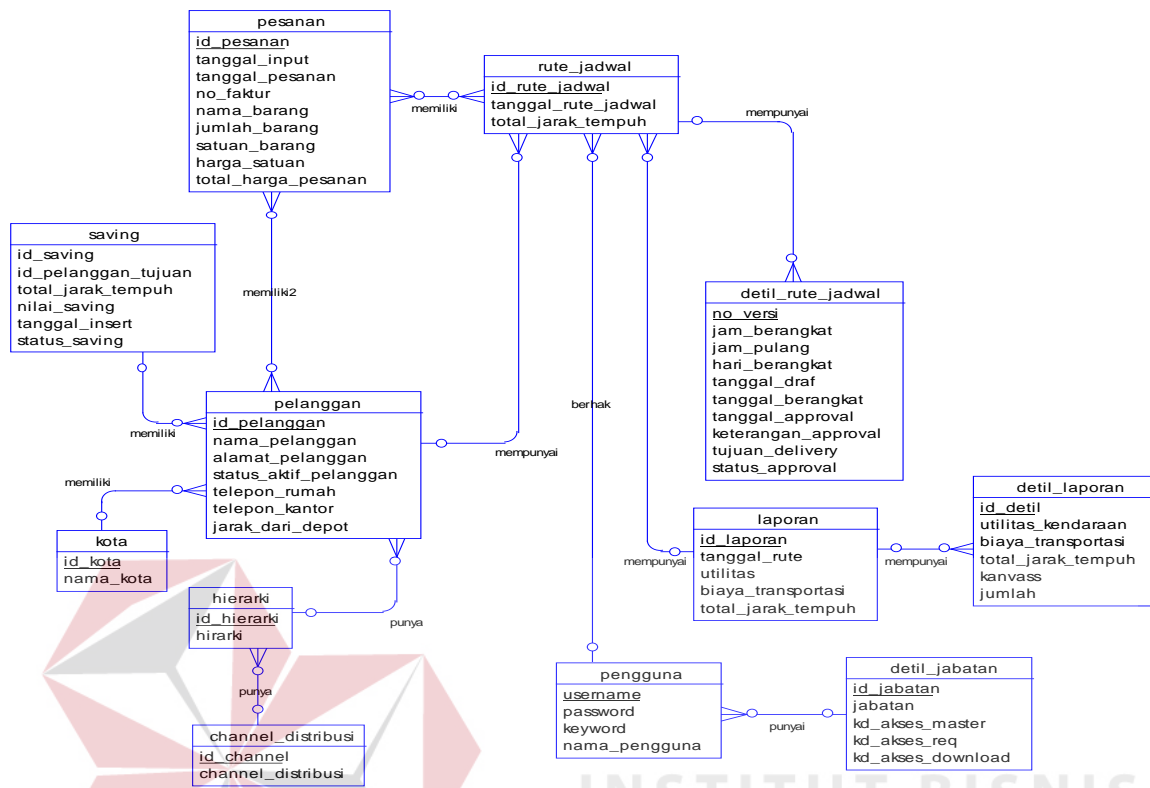 pesanan
id_pesanan
tanggal_input
tanggal_pesanan
no_faktur
nama_barang
jumlah_barang
satuan_barang
harga_satuan
total_harga_pesanan
memiliki
rute_jadwal
id_rute_jadwal
tanggal_rute_jadwal
total_jarak_tempuh
mempunyai
saving
id_saving
id_pelanggan_tujuan
total_jarak_tempuh
nilai_saving
tanggal_insert
status_saving
memiliki2
detil_rute_jadwal
no_versi
jam_berangkat
jam_pulang
hari_berangkat
tanggal_draf
tanggal_berangkat
tanggal_approval
keterangan_approval
tujuan_delivery
status_approval
memiliki
pelanggan
id_pelanggan
nama_pelanggan
alamat_pelanggan
status_aktif_pelanggan
telepon_rumah
telepon_kantor
jarak_dari_depot
mempunyai
berhak
memiliki
kota
id_kota
nama_kota
hierarki
id_hierarki
hirarki
punya
punya
channel_distribusi
id_channel
channel_distribusi
laporan
id_laporan
tanggal_rute
utilitas
biaya_transportasi
total_jarak_tempuh
mempunyai
mempunyai
detil_laporan
id_detil
utilitas_kendaraan
biaya_transportasi
total_jarak_tempuh
kanvass
jumlah
pengguna
username
password
keyword
nama_pengguna
punyai
detil_jabatan
id_jabatan
jabatan
kd_akses_master
kd_akses_req
kd_akses_download
INSTITUT BISNIS